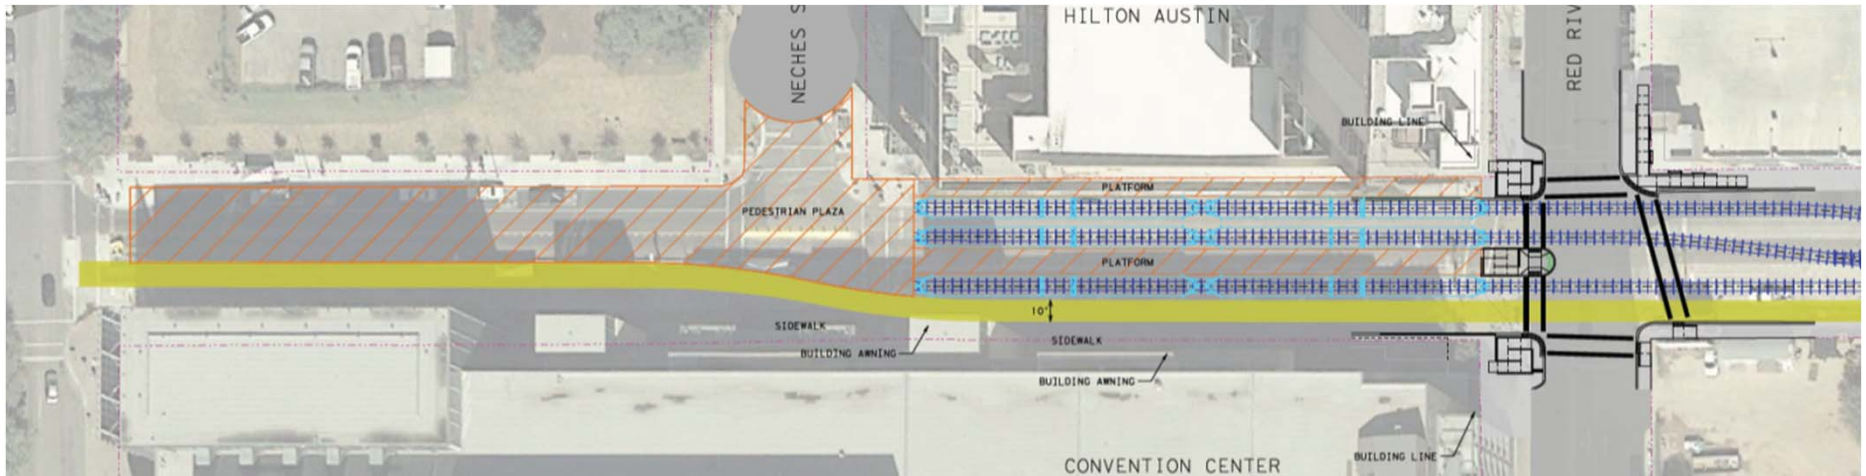 HILTON AUSTIN
NECHES S
RED RIV
BUILDING LINE
PLATFORM
PEDESTRIAN PLAZA
PLATFORM
10'
SIDEWALK
SIDEWALK
BUILDING AWNING
BUILDING AWNING
BUILDING LINE
CONVENTION CENTER